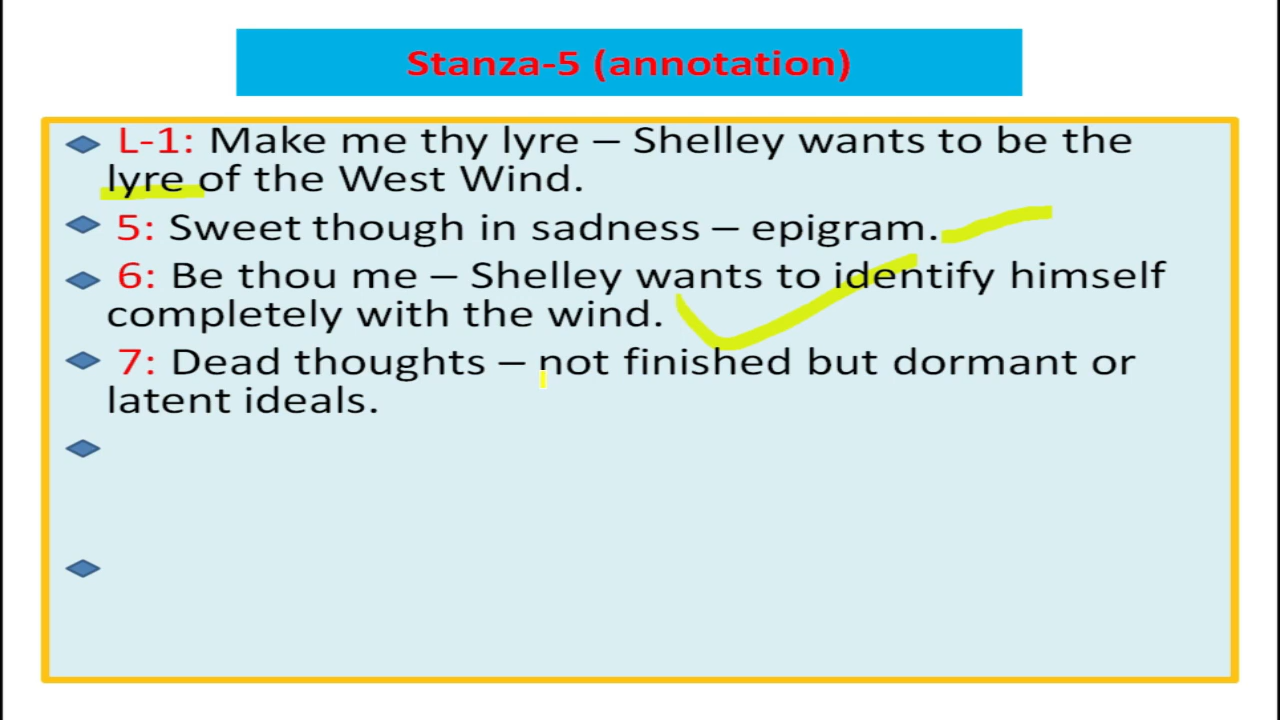 Stanza-5 (annotation)
L-1: Make me thy lyre – Shelley wants to be the
lyre of the West Wind.
5: Sweet though in sadness – epigram.
6: Be thou me – Shelley wants to identify himself
completely with the wind.
7: Dead thoughts – not finished but dormant or
latent ideals.